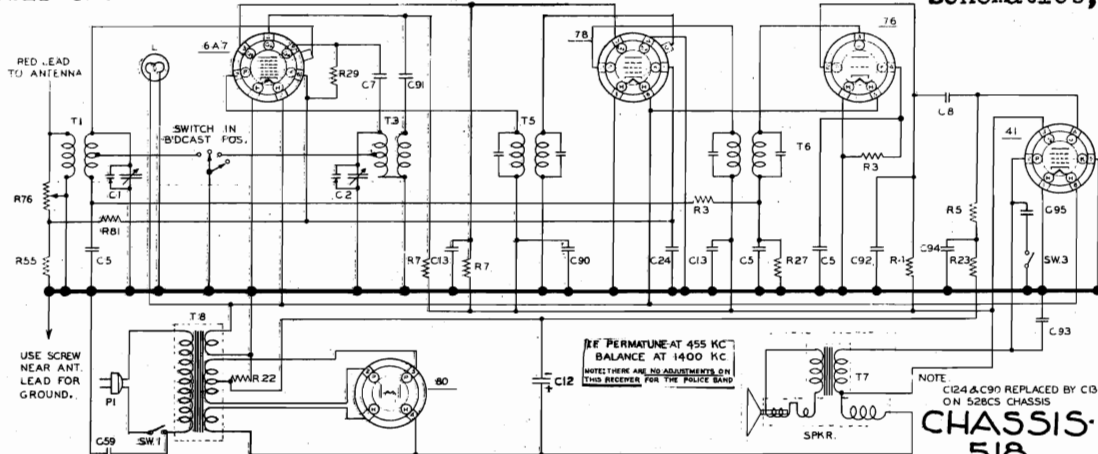 Schematics,
6A7
78
76
RED LEAD
TO ANTENNA
L
R29
C7
C91
C8
41
T1
SWITCH IN
B'DCAST POS.
T3
T5
T6
R3
C1
C2
R76
R3
R5
C95
R81
R55
C5
R7
C13
R7
C90
C24
C13
C5
R27
C5
C92
C94
R23
SW.3
T8
C93
USE SCREW
NEAR ANT.
LEAD FOR
GROUND.
P1
R22
80
C12
I.F. PERMATUNE AT 455 KC
BALANCE AT 1400 KC
NOTE: THERE ARE NO ADJUSTMENTS ON
THIS RECEIVER FOR THE POLICE BAND
T7
NOTE
C124 & C90 REPLACED BY C13
ON 528CS CHASSIS
SW.1
C59
SPKR.
CHASSIS-
518